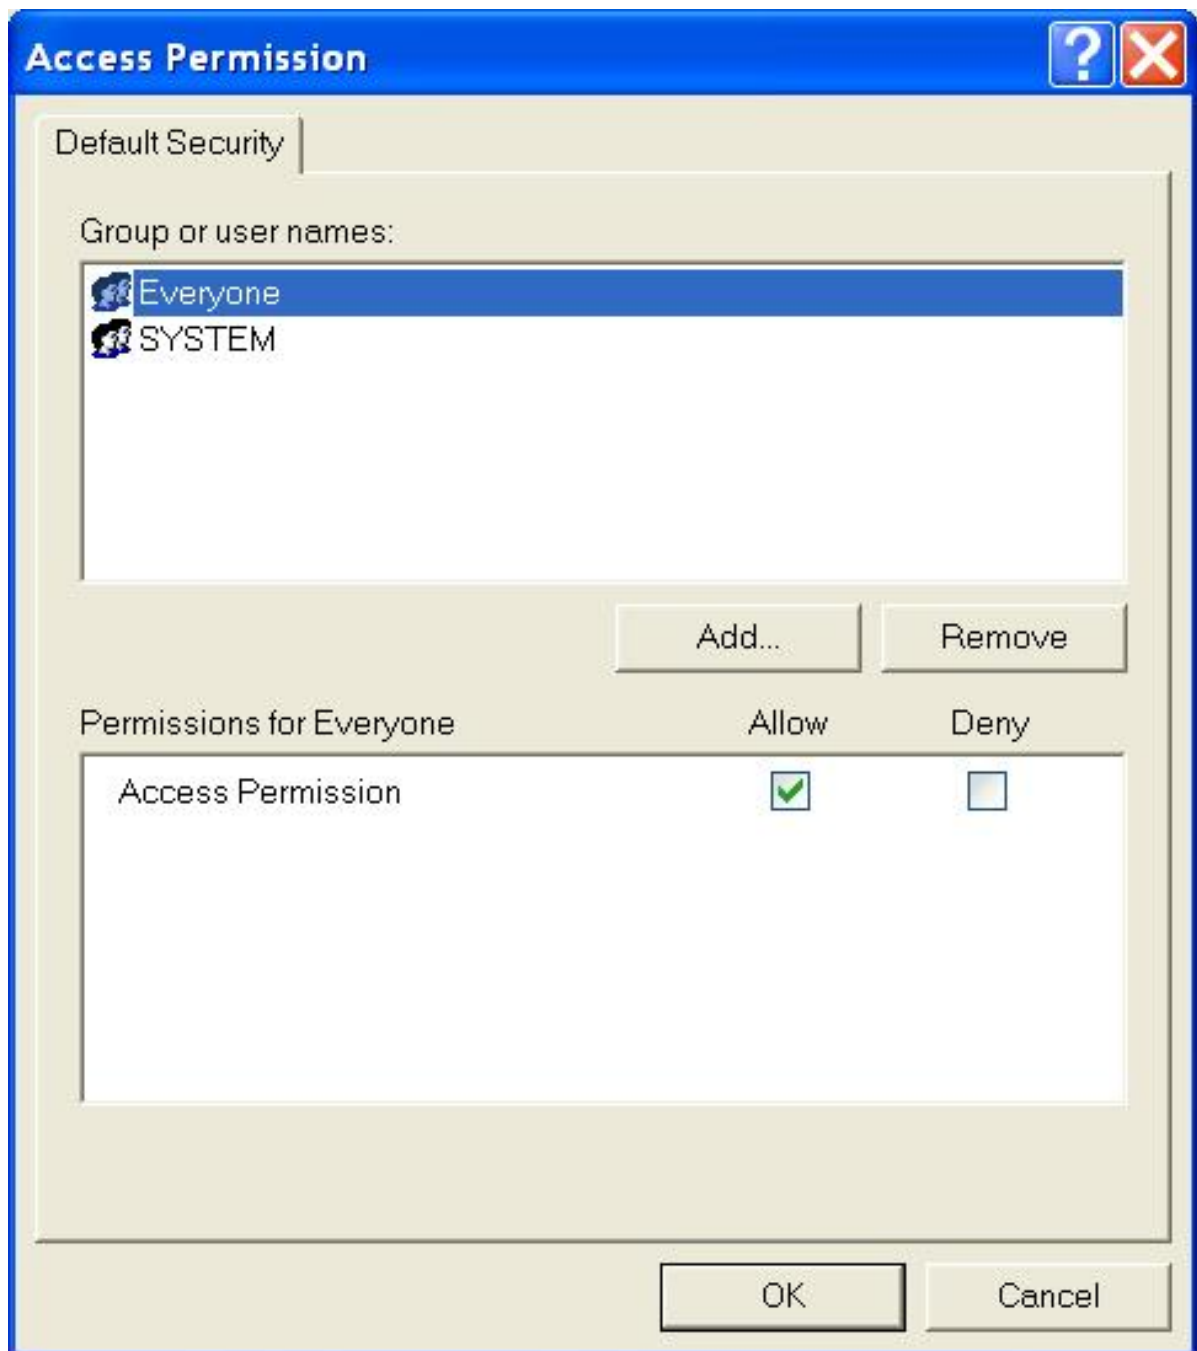 Access Permission
Default Security
Group or user names:
Everyone
SYSTEM
Add... Remove
Permissions for Everyone Allow Deny
Access Permission
OK Cancel